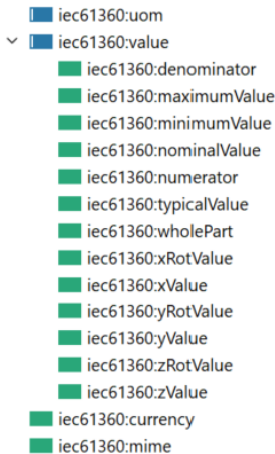 iec61360:uom
iec61360:value
iec61360:denominator
iec61360:maximumValue
iec61360:minimumValue
iec61360:nominalValue
iec61360:numerator
iec61360:typicalValue
iec61360:wholePart
iec61360:xRotValue
iec61360:xValue
iec61360:yRotValue
iec61360:yValue
iec61360:zRotValue
iec61360:zValue
iec61360:currency
iec61360:mime